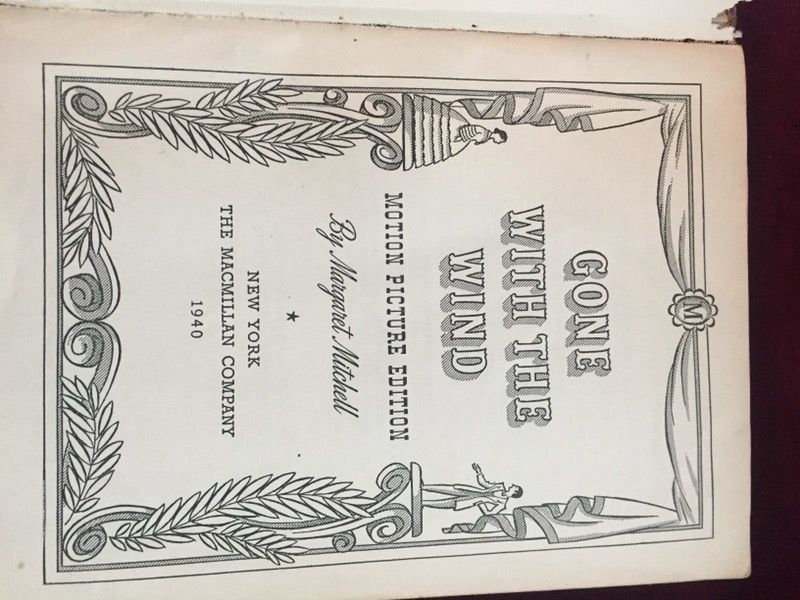 M
GONE
WITH THE
WIND
MOTION PICTURE EDITION
By Margaret Mitchell
★
NEW YORK
THE MACMILLAN COMPANY
1940